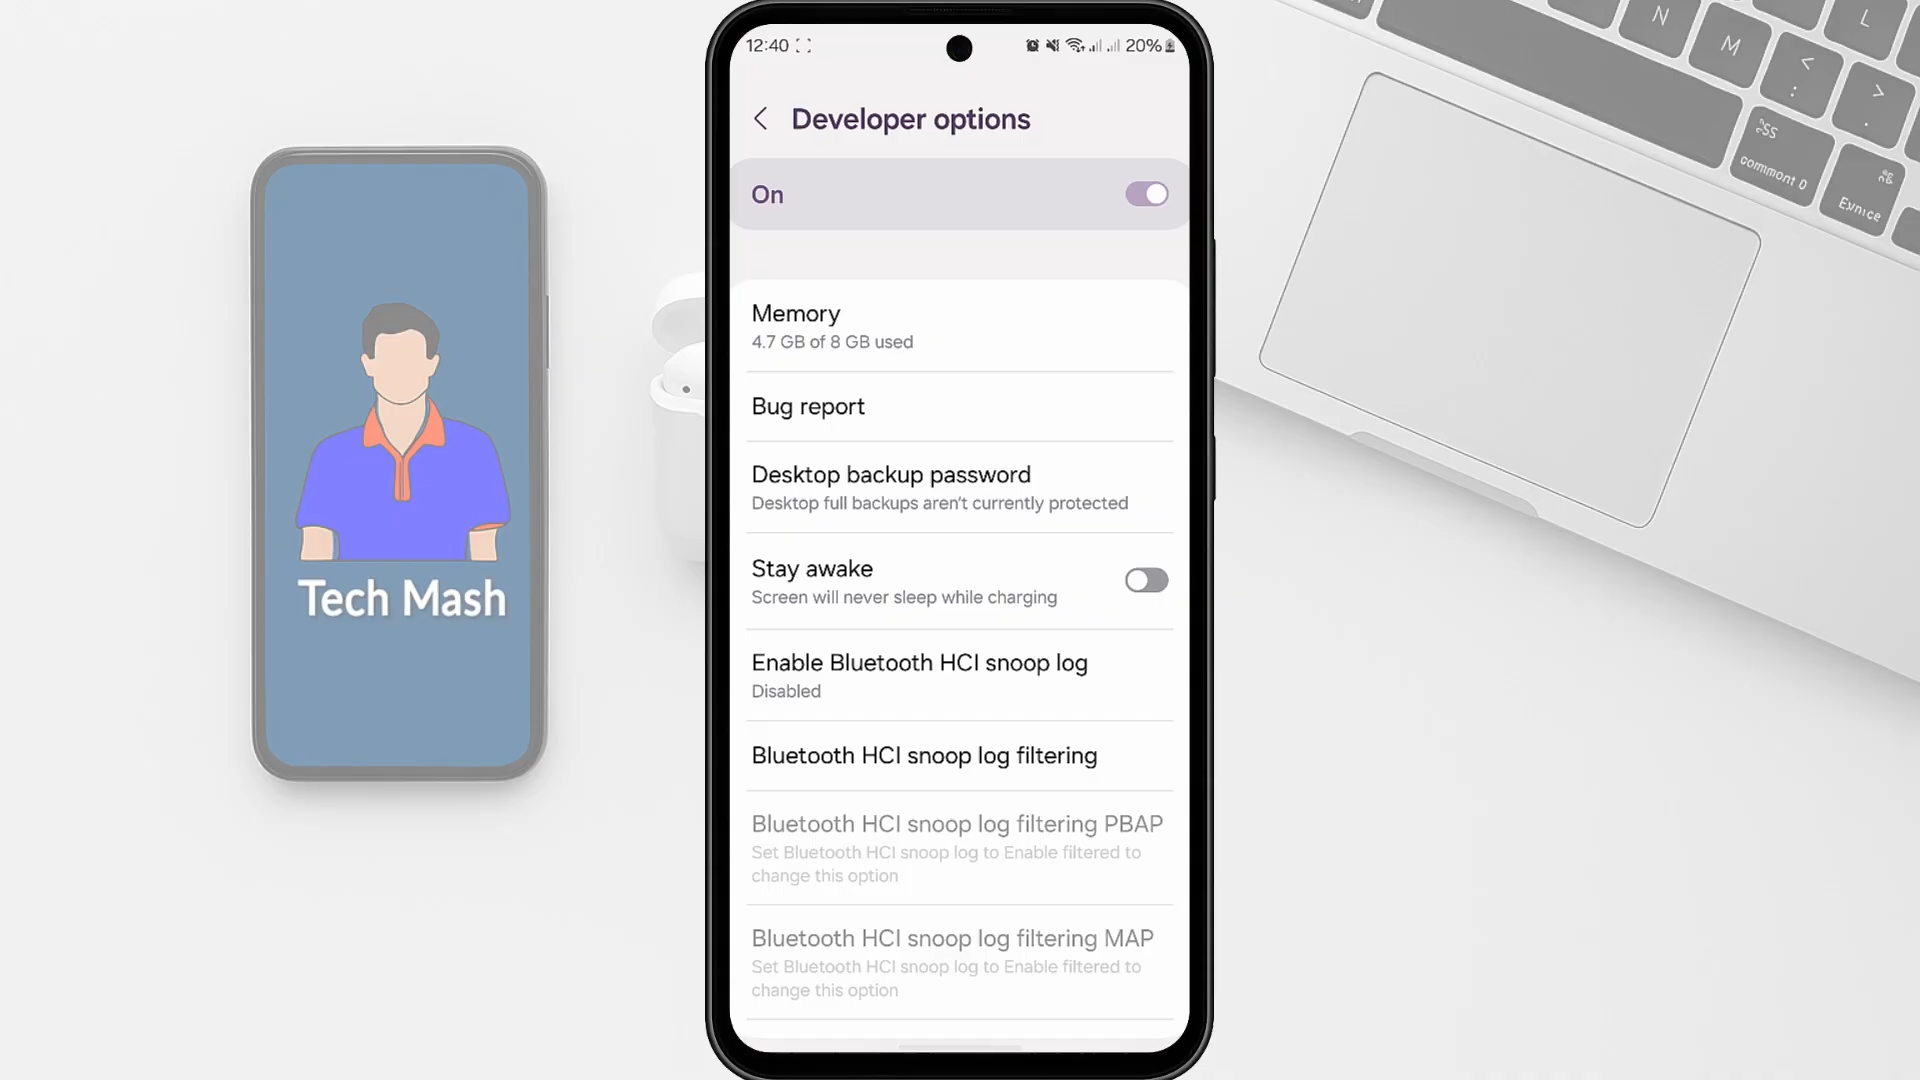 12:40
20%
Developer options
On
Memory
4.7 GB of 8 GB used
Bug report
Desktop backup password
Desktop full backups aren't currently protected
Stay awake
Screen will never sleep while charging
Enable Bluetooth HCI snoop log
Disabled
Bluetooth HCI snoop log filtering
Bluetooth HCI snoop log filtering PBAP
Set Bluetooth HCI snoop log to Enable filtered to
change this option
Bluetooth HCI snoop log filtering MAP
Set Bluetooth HCI snoop log to Enable filtered to
change this option
Tech Mash
N
M
L
<
:
>
.
commont 0
Exnice